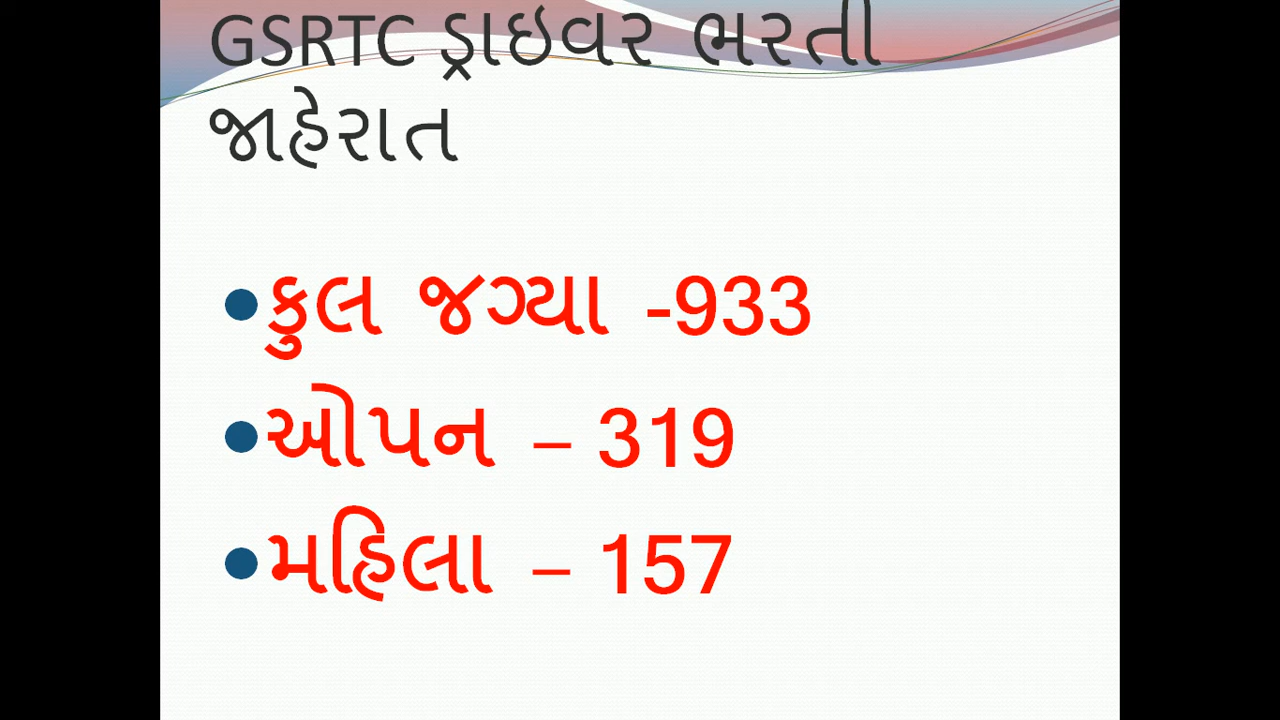 GSRTC ડ્રાઇવર ભરતી
જાહેરાત
કુલ જગ્યા -933
ઓપન – 319
મહિલા – 157